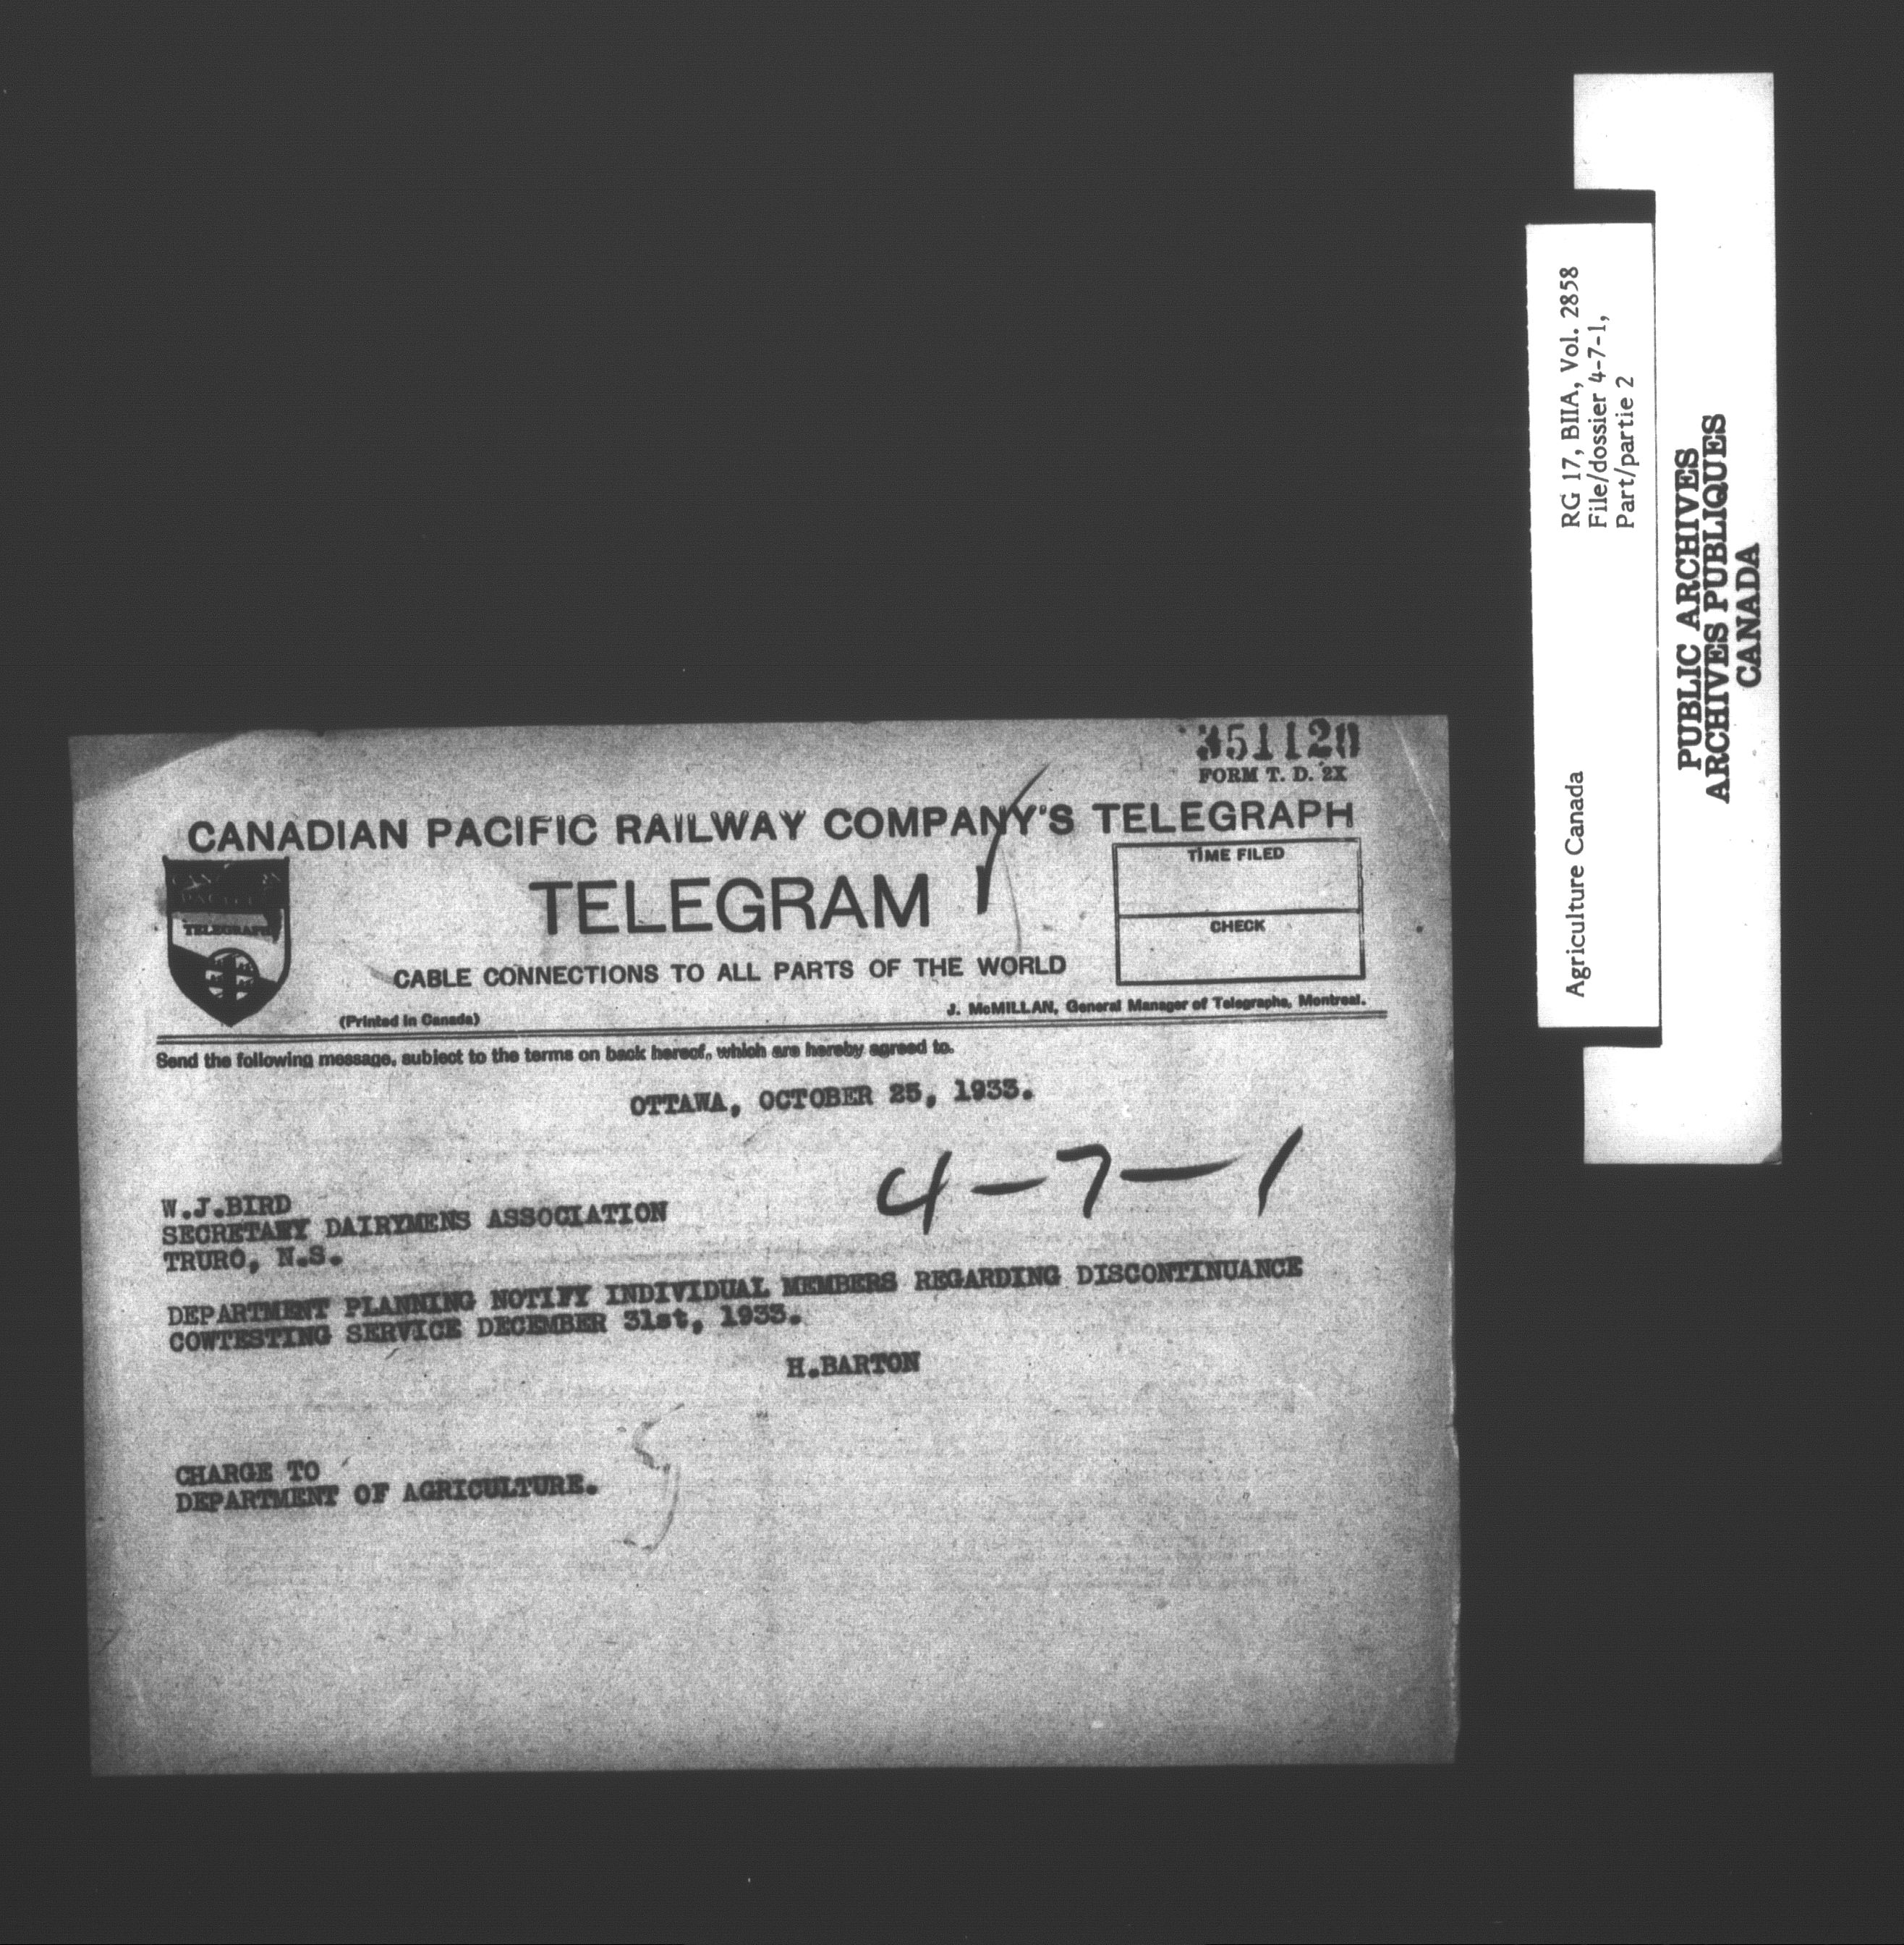 351120
FORM T. D. 2X
CANADIAN PACIFIC RAILWAY COMPANY'S TELEGRAPH
TELEGRAM
TIME FILED
CHECK
TELEGRAPH
CABLE CONNECTIONS TO ALL PARTS OF THE WORLD
(Printed in Canada)
J. McMILLAN, General Manager of Telegraphs, Montreal.
Send the following message, subject to the terms on back hereof, which are hereby agreed to.
OTTAWA, OCTOBER 25, 1933.
4-7-1
W.J.BIRD
SECRETARY DAIRYMENS ASSOCIATION
TRURO, N.S.
DEPARTMENT PLANNING NOTIFY INDIVIDUAL MEMBERS REGARDING DISCONTINUANCE
COWTESTING SERVICE DECEMBER 31st, 1933.
H.BARTON
CHARGE TO
DEPARTMENT OF AGRICULTURE.
Agriculture Canada
RG 17, BIIA, Vol. 2858
File/dossier 4-7-1,
Part/partie 2
PUBLIC ARCHIVES
ARCHIVES PUBLIQUES
CANADA